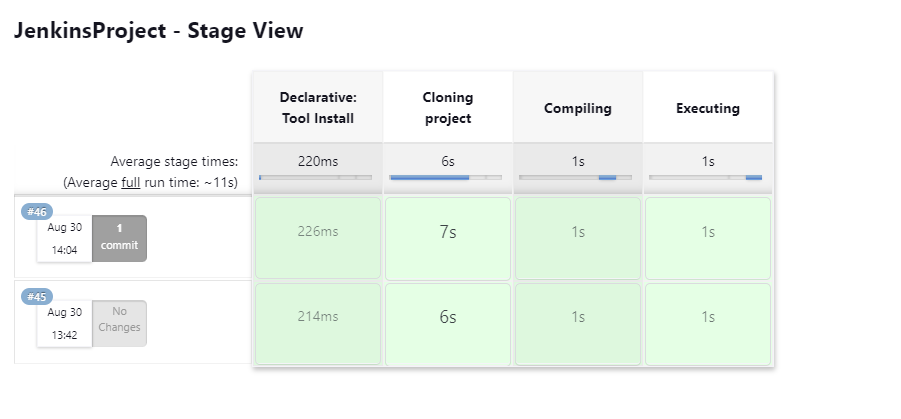 JenkinsProject - Stage View
Declarative:
Tool Install
Cloning
project
Compiling
Executing
Average stage times:
(Average full run time: ~11s)
220ms
6s
1s
1s
#46
Aug 30
14:04
1
commit
226ms
7s
1s
1s
#45
Aug 30
13:42
No
Changes
214ms
6s
1s
1s